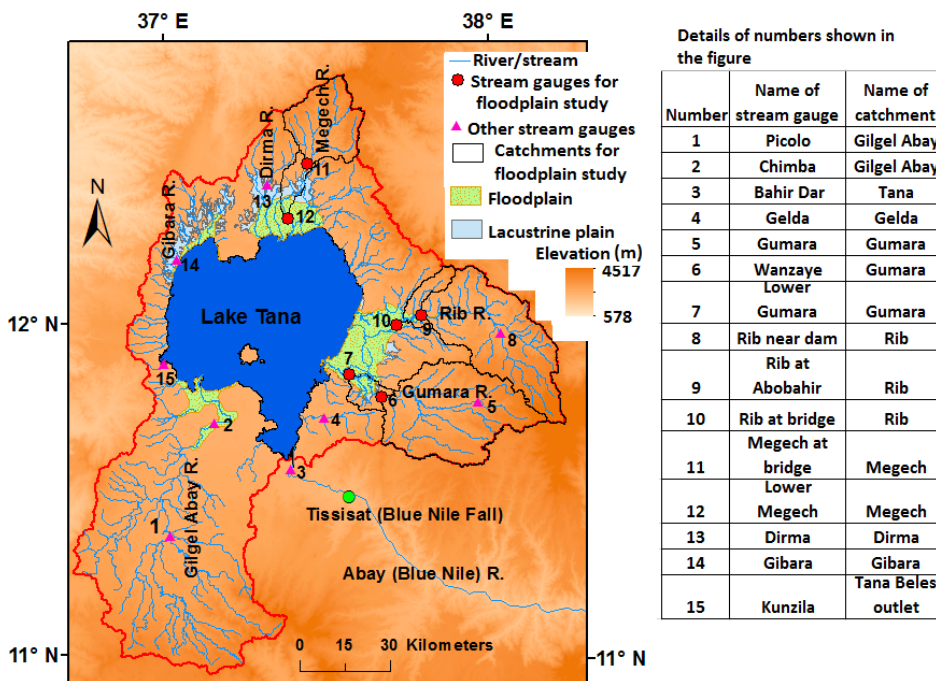 37° E
38° E
River/stream
Stream gauges for
floodplain study
Other stream gauges
Catchments for
floodplain study
Floodplain
Lacustrine plain
Elevation (m)
4517
578
N
Megech R.
Dirma R.
Gibara R.
11
13
12
14
Lake Tana
12° N
10
9
Rib R.
8
7
15
Gumara R.
6
5
4
2
3
Gilgel Abay R.
1
Tissisat (Blue Nile Fall)
Abay (Blue Nile) R.
0 15 30 Kilometers
11° N
11° N
Details of numbers shown in
the figure
Number Name of stream gauge Name of catchment
1 Picolo Gilgel Abay
2 Chimba Gilgel Abay
3 Bahir Dar Tana
4 Gelda Gelda
5 Gumara Gumara
6 Wanzaye Gumara
7 Lower Gumara Gumara
8 Rib near dam Rib
9 Rib at Abobahir Rib
10 Rib at bridge Rib
11 Megech at bridge Megech
12 Lower Megech Megech
13 Dirma Dirma
14 Gibara Gibara
15 Kunzila Tana Beles outlet